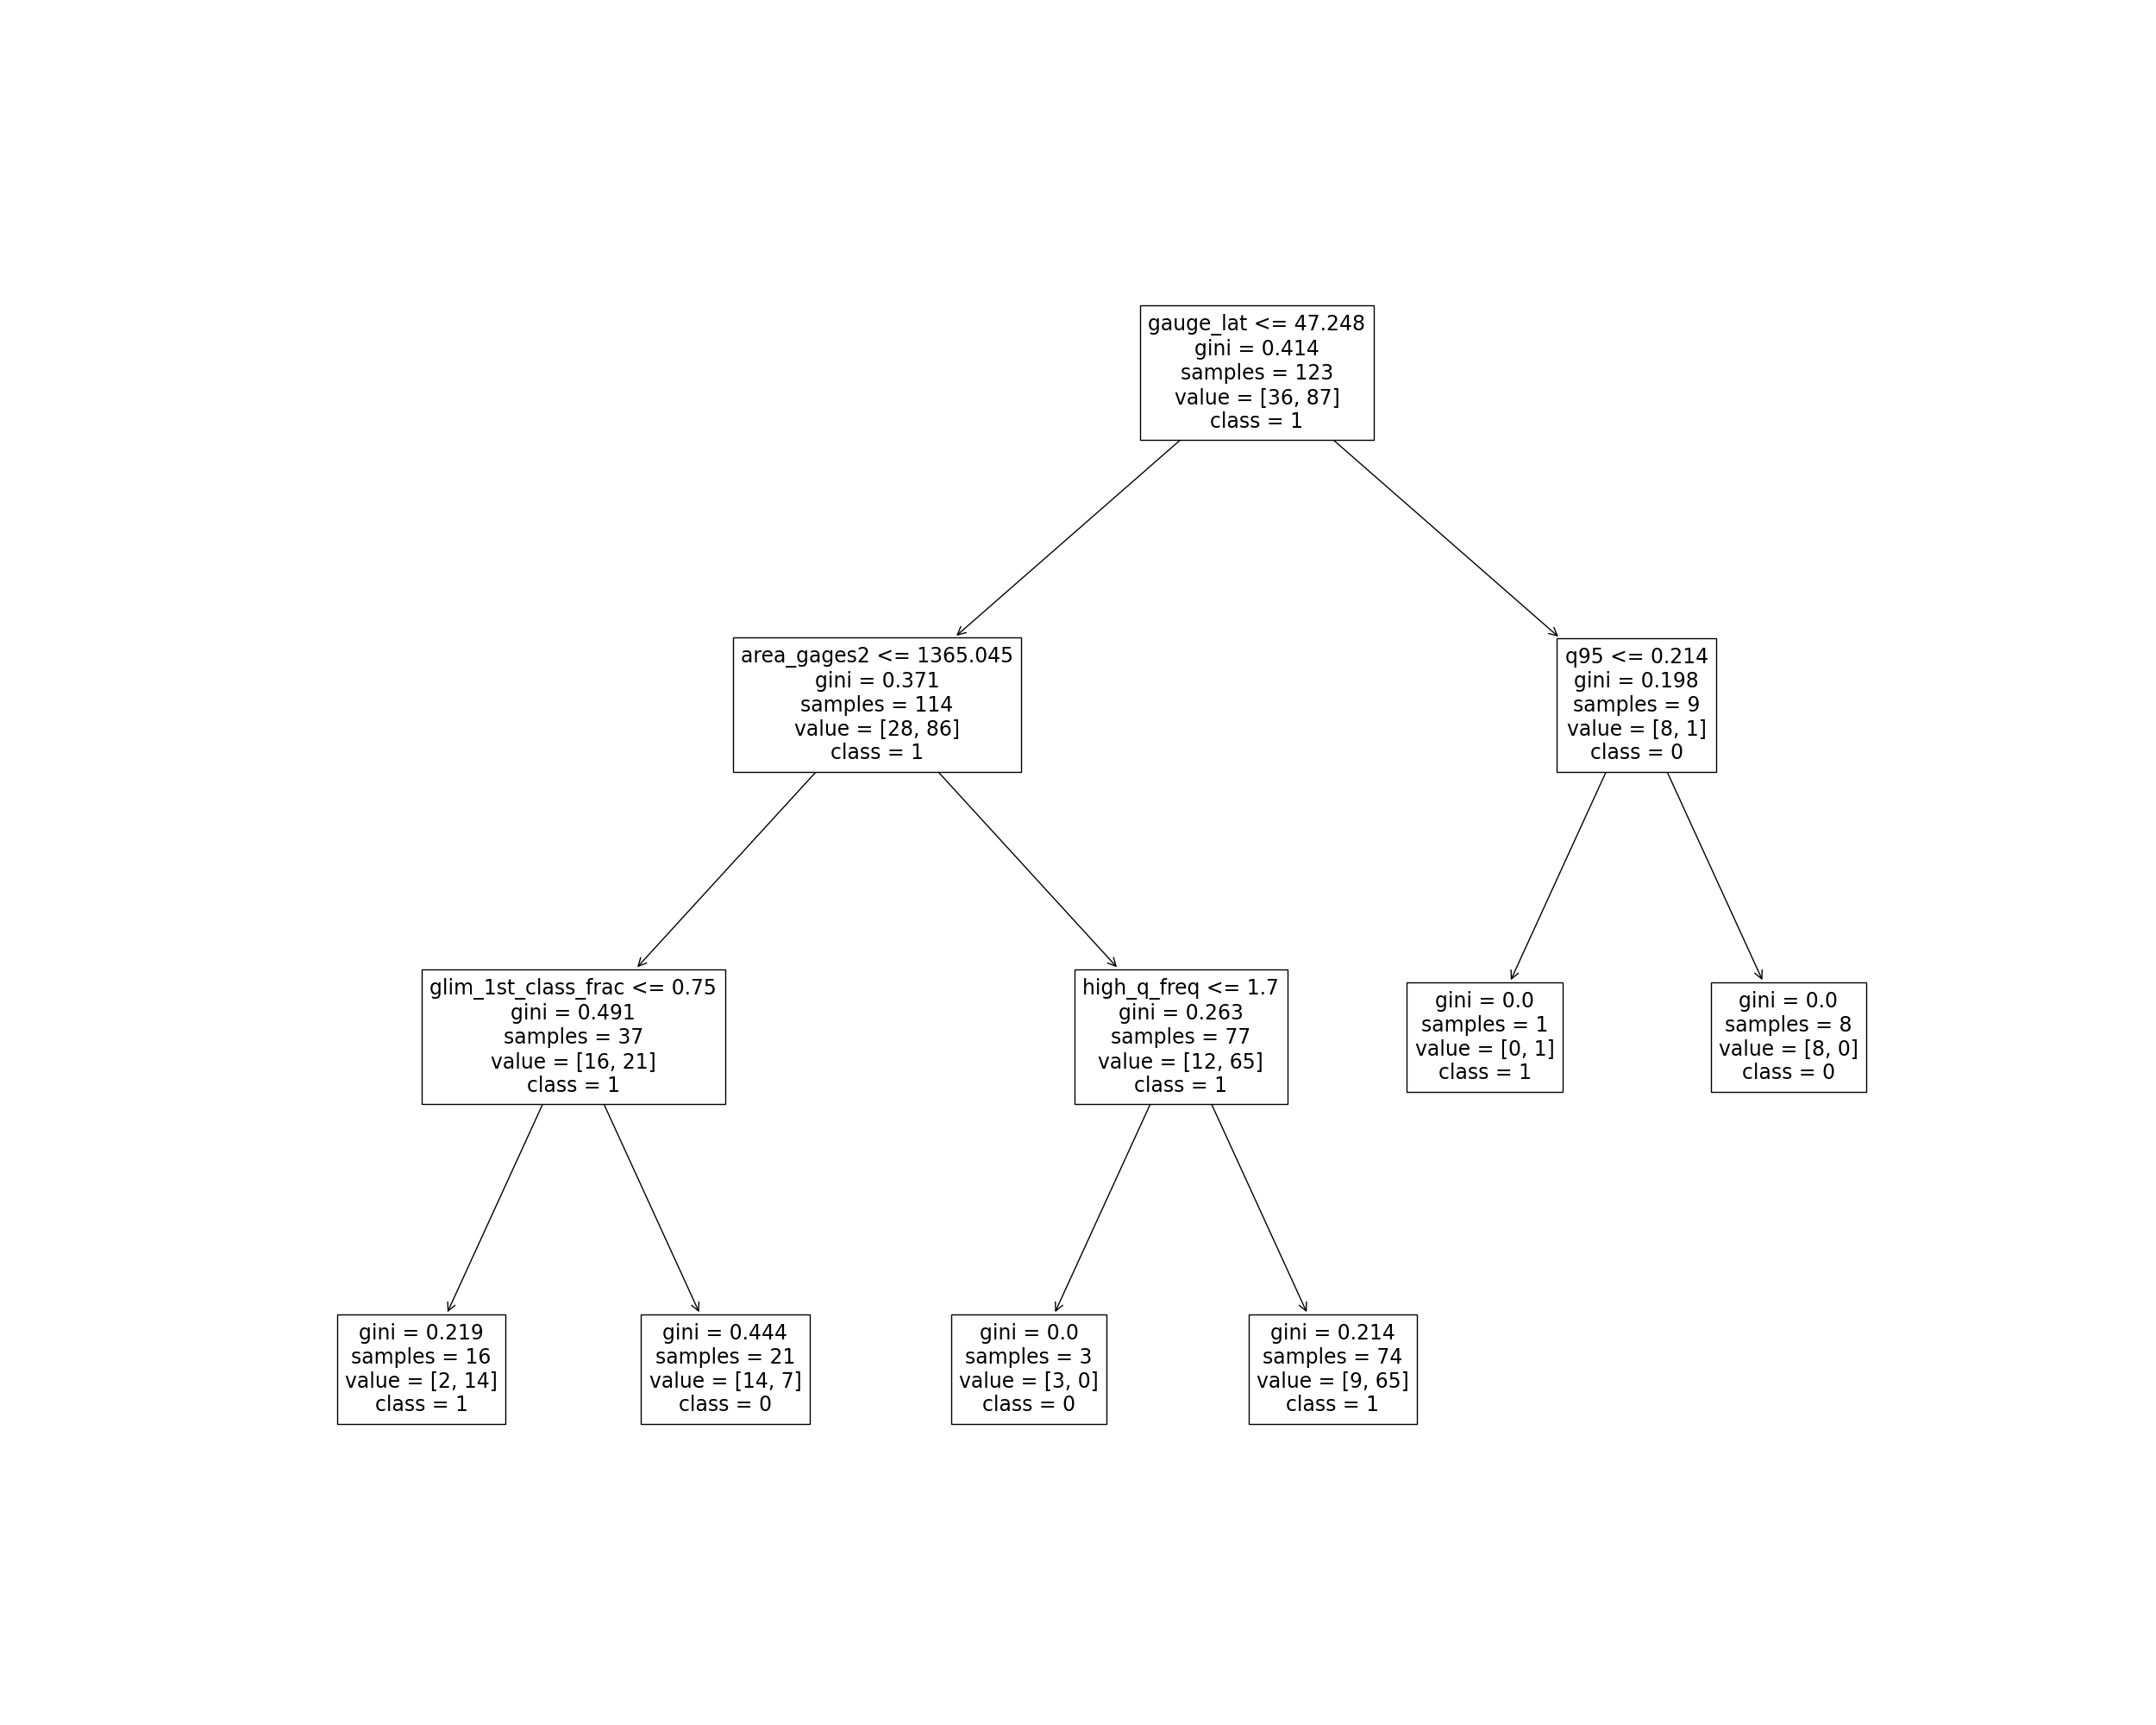 gauge_lat <= 47.248
gini = 0.414
samples = 123
value = [36, 87]
class = 1
area_gages2 <= 1365.045
gini = 0.371
samples = 114
value = [28, 86]
class = 1
q95 <= 0.214
gini = 0.198
samples = 9
value = [8, 1]
class = 0
glim_1st_class_frac <= 0.75
gini = 0.491
samples = 37
value = [16, 21]
class = 1
high_q_freq <= 1.7
gini = 0.263
samples = 77
value = [12, 65]
class = 1
gini = 0.0
samples = 1
value = [0, 1]
class = 1
gini = 0.0
samples = 8
value = [8, 0]
class = 0
gini = 0.219
samples = 16
value = [2, 14]
class = 1
gini = 0.444
samples = 21
value = [14, 7]
class = 0
gini = 0.0
samples = 3
value = [3, 0]
class = 0
gini = 0.214
samples = 74
value = [9, 65]
class = 1